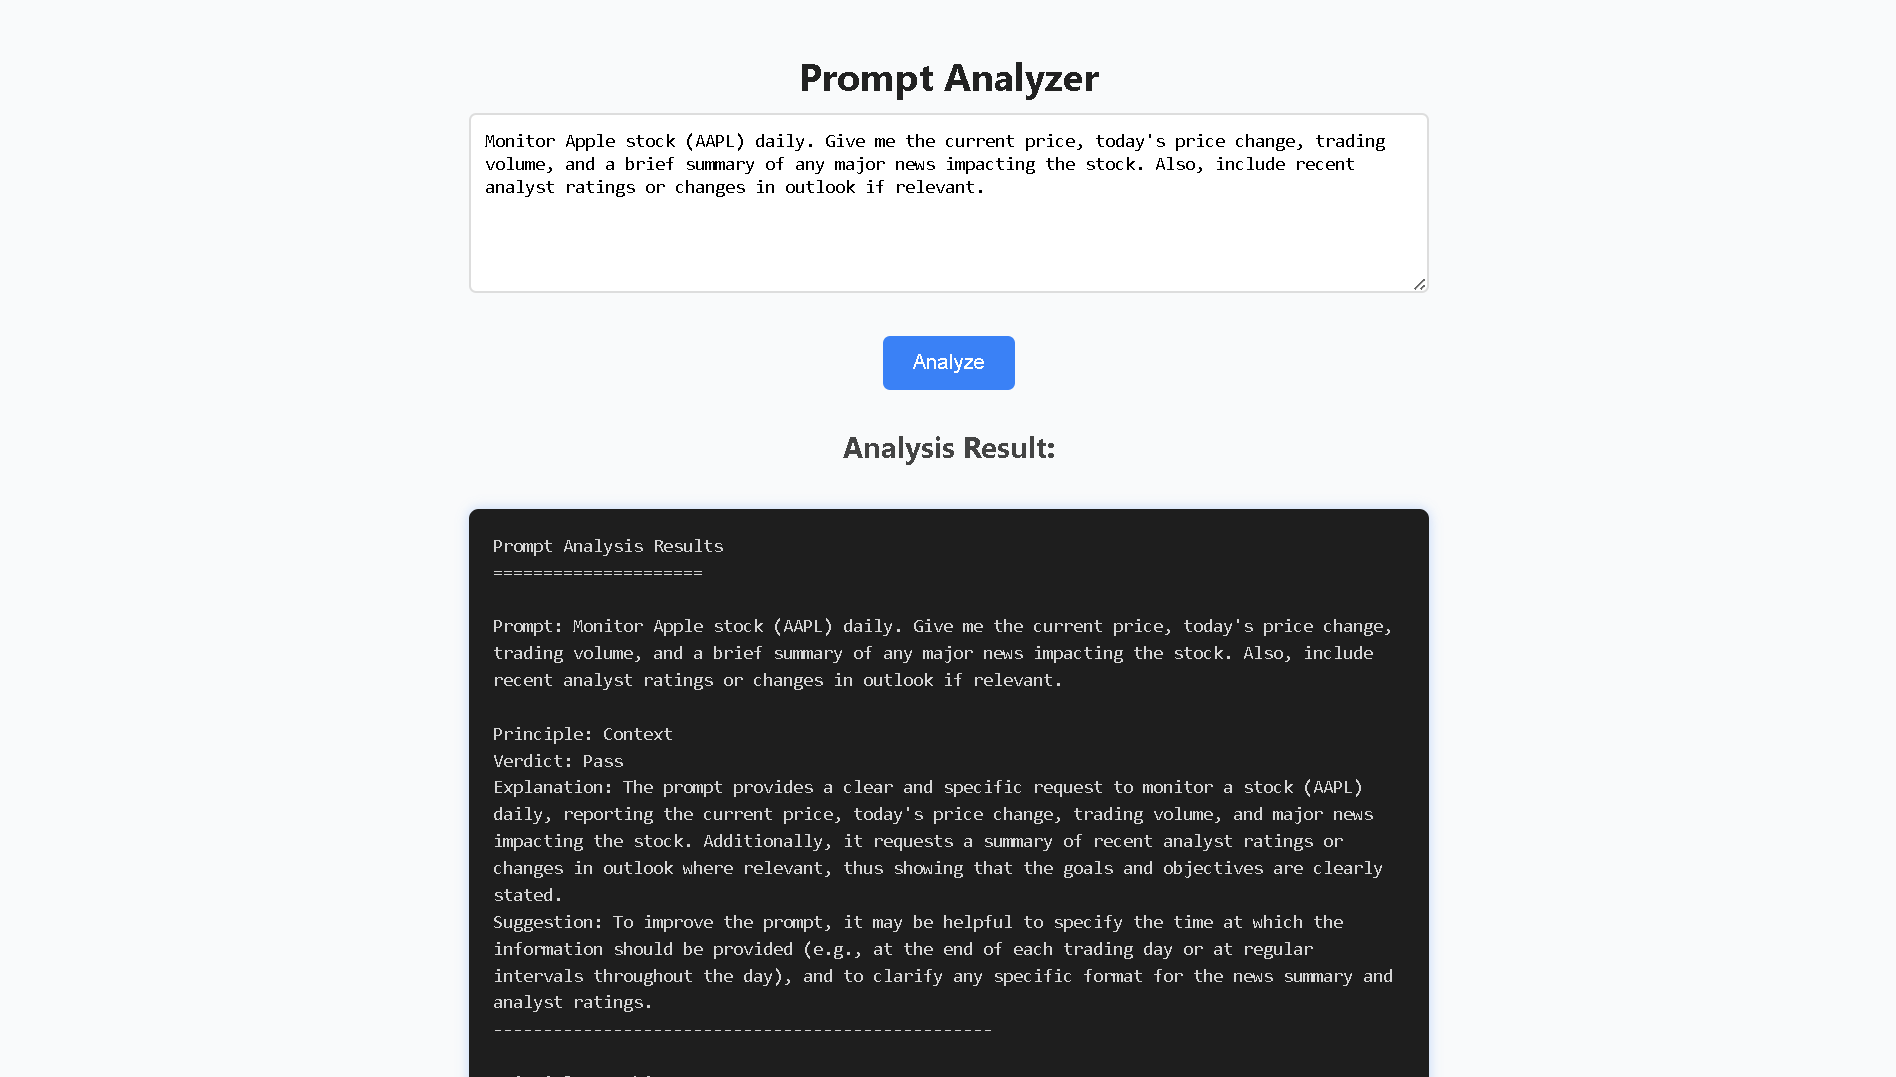 Prompt Analyzer
Monitor Apple stock (AAPL) daily. Give me the current price, today's price change, trading
volume, and a brief summary of any major news impacting the stock. Also, include recent
analyst ratings or changes in outlook if relevant.
Analyze
Analysis Result:
Prompt Analysis Results
=====================
Prompt: Monitor Apple stock (AAPL) daily. Give me the current price, today's price change,
trading volume, and a brief summary of any major news impacting the stock. Also, include
recent analyst ratings or changes in outlook if relevant.
Principle: Context
Verdict: Pass
Explanation: The prompt provides a clear and specific request to monitor a stock (AAPL)
daily, reporting the current price, today's price change, trading volume, and major news
impacting the stock. Additionally, it requests a summary of recent analyst ratings or
changes in outlook where relevant, thus showing that the goals and objectives are clearly
stated.
Suggestion: To improve the prompt, it may be helpful to specify the time at which the
information should be provided (e.g., at the end of each trading day or at regular
intervals throughout the day), and to clarify any specific format for the news summary and
analyst ratings.
--------------------------------------------------